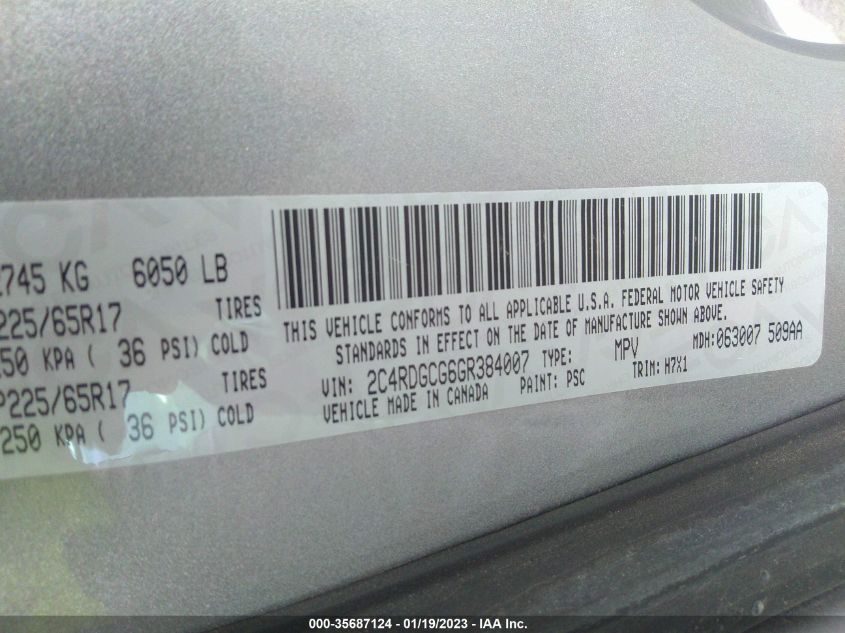 2745 KG 6050 LB
P225/65R17 TIRES
250 KPA ( 36 PSI) COLD
P225/65R17 TIRES
250 KPA ( 36 PSI) COLD
THIS VEHICLE CONFORMS TO ALL APPLICABLE U.S.A. FEDERAL MOTOR VEHICLE SAFETY
STANDARDS IN EFFECT ON THE DATE OF MANUFACTURE SHOWN ABOVE.
VIN: 2C4RDGCG6GR384007 TYPE: MPV MDH:063007 509AA
VEHICLE MADE IN CANADA PAINT: PSC TRIM: H7X1
000-35687124 - 01/19/2023 - IAA Inc.